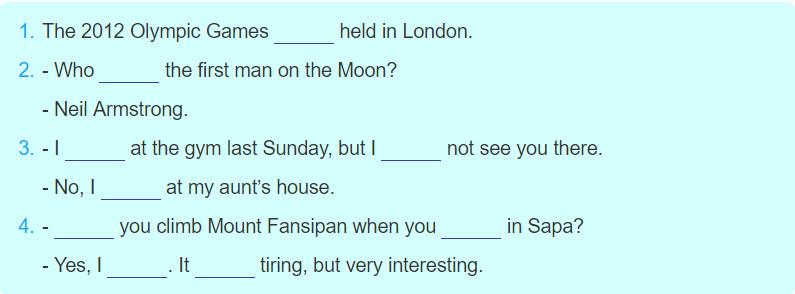 1. The 2012 Olympic Games ______ held in London.
2. - Who ______ the first man on the Moon?
- Neil Armstrong.
3. - I ______ at the gym last Sunday, but I ______ not see you there.
- No, I ______ at my aunt’s house.
4. - ______ you climb Mount Fansipan when you ______ in Sapa?
- Yes, I ______. It ______ tiring, but very interesting.